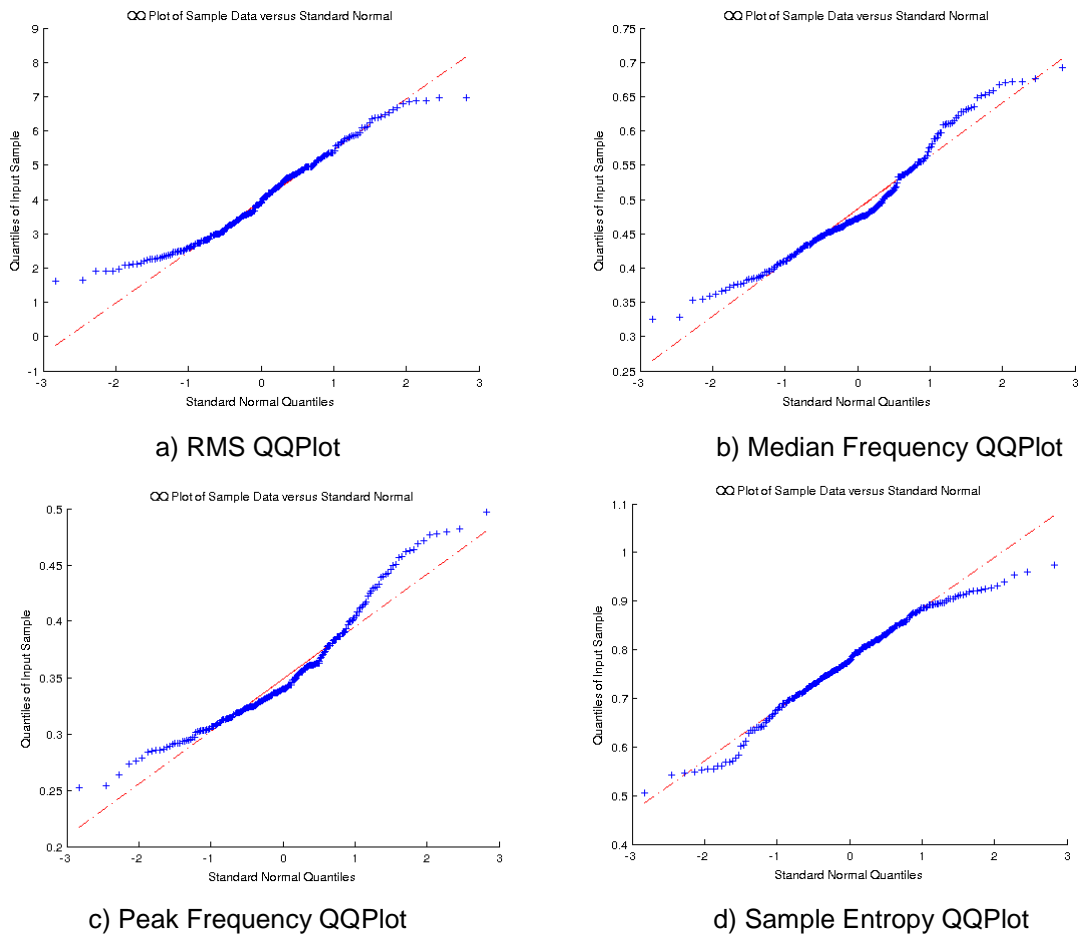 QQ Plot of Sample Data versus Standard Normal
9
8
7
6
5
4
3
2
1
0
-1
Quantiles of Input Sample
-3 -2 -1 0 1 2 3
Standard Normal Quantiles
a) RMS QQPlot
QQ Plot of Sample Data versus Standard Normal
0.75
0.7
0.65
0.6
0.55
0.5
0.45
0.4
0.35
0.3
0.25
Quantiles of Input Sample
-3 -2 -1 0 1 2 3
Standard Normal Quantiles
b) Median Frequency QQPlot
QQ Plot of Sample Data versus Standard Normal
0.5
0.45
0.4
0.35
0.3
0.25
0.2
Quantiles of Input Sample
-3 -2 -1 0 1 2 3
Standard Normal Quantiles
c) Peak Frequency QQPlot
QQ Plot of Sample Data versus Standard Normal
1.1
1
0.9
0.8
0.7
0.6
0.5
0.4
Quantiles of Input Sample
-3 -2 -1 0 1 2 3
Standard Normal Quantiles
d) Sample Entropy QQPlot